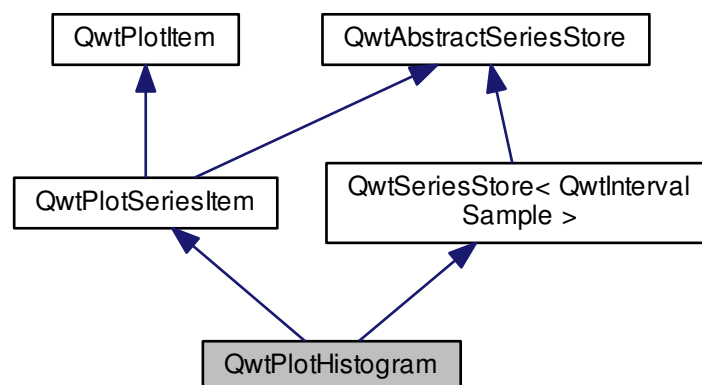 QwtPlotItem
QwtAbstractSeriesStore
QwtPlotSeriesItem
QwtSeriesStore< QwtInterval
Sample >
QwtPlotHistogram